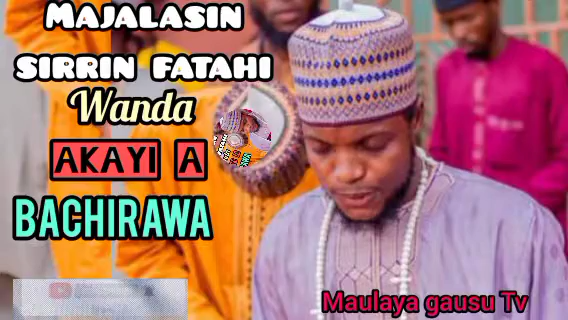 MAJALASIN
SIRRIN FATAHI
Wanda
AKAYI A
BACHIRAWA
Maulaya gausu Tv